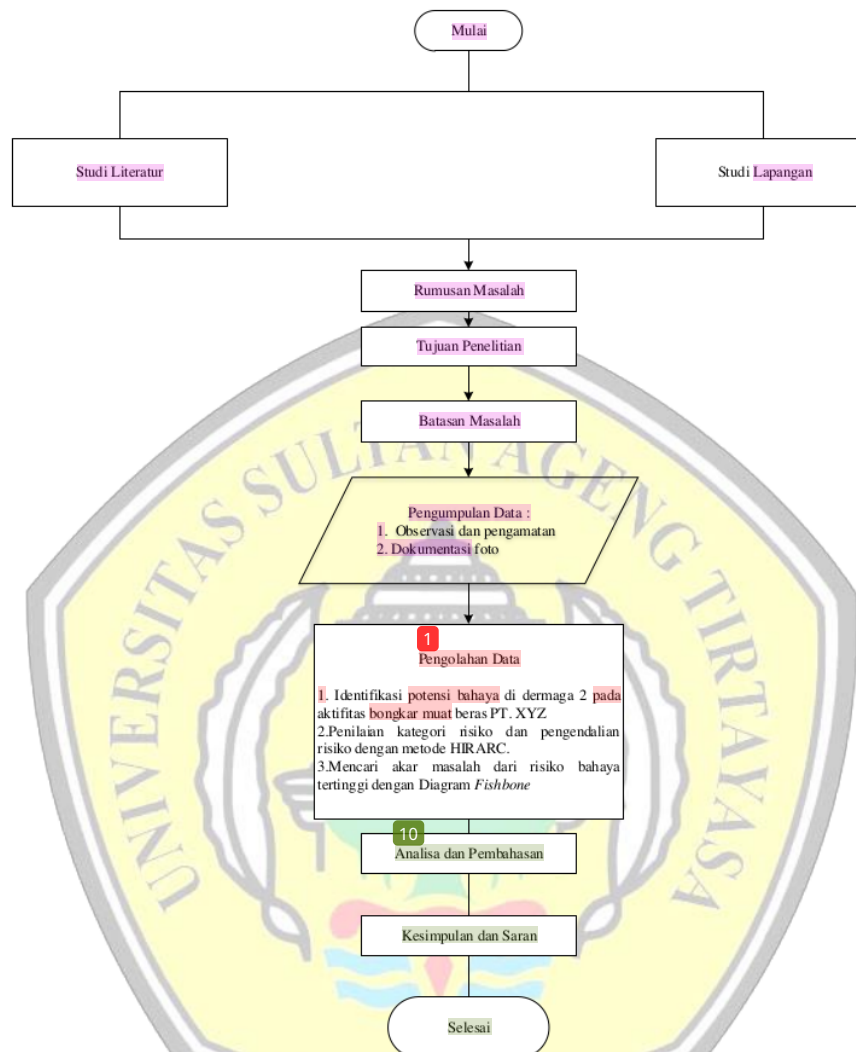 Mulai
Studi Literatur
Studi Lapangan
Rumusan Masalah
Tujuan Penelitian
Batasan Masalah
UNIVERSITAS SULTAN AGENG TIRTAYASA
Pengumpulan Data :
1. Observasi dan pengamatan
2. Dokumentasi foto
1
Pengolahan Data
1. Identifikasi potensi bahaya di dermaga 2 pada
aktifitas bongkar muat beras PT. XYZ
2.Penilaian kategori risiko dan pengendalian
risiko dengan metode HIRARC.
3.Mencari akar masalah dari risiko bahaya
tertinggi dengan Diagram Fishbone
10
Analisa dan Pembahasan
Kesimpulan dan Saran
Selesai